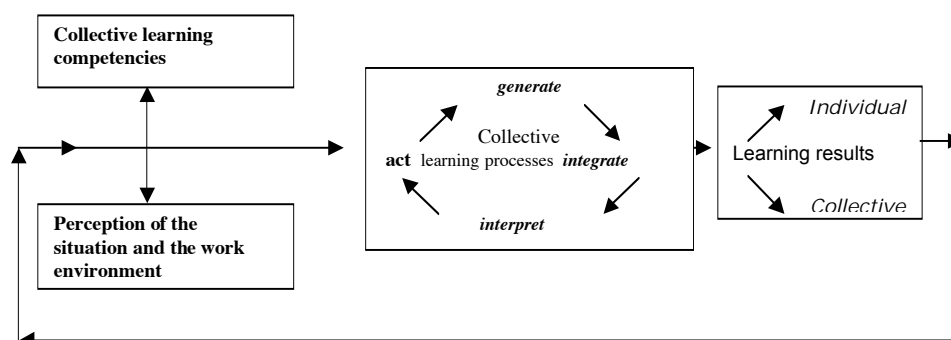 Collective learning
competencies
generate
Individual
Collective
act learning processes integrate
Learning results
Perception of the
situation and the work
environment
interpret
Collective